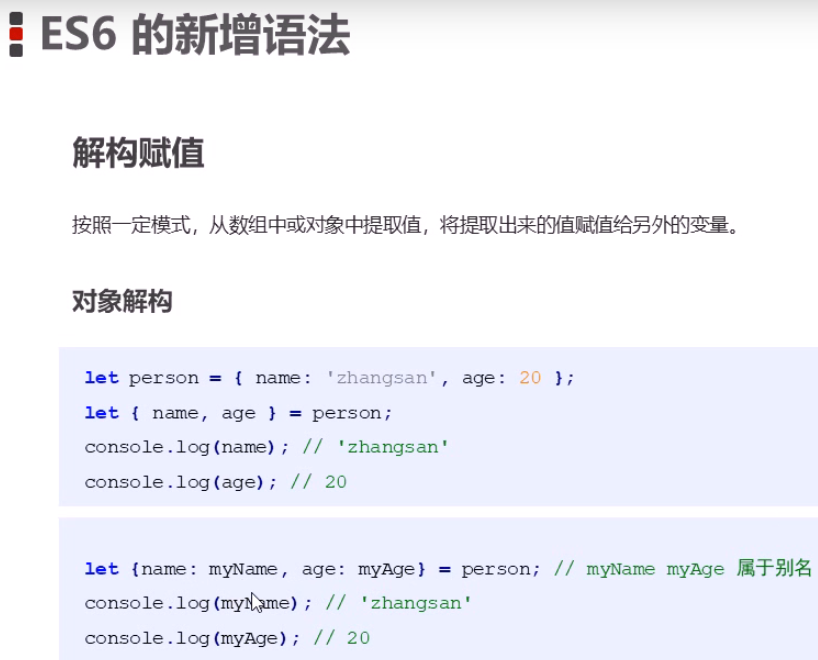 ES6 的新增语法
解构赋值
按照一定模式，从数组中或对象中提取值，将提取出来的值赋值给另外的变量。
对象解构
let person = { name: 'zhangsan', age: 20 };
let { name, age } = person;
console.log(name); // 'zhangsan'
console.log(age); // 20
let {name: myName, age: myAge} = person; // myName myAge 属于别名
console.log(myName); // 'zhangsan'
console.log(myAge); // 20